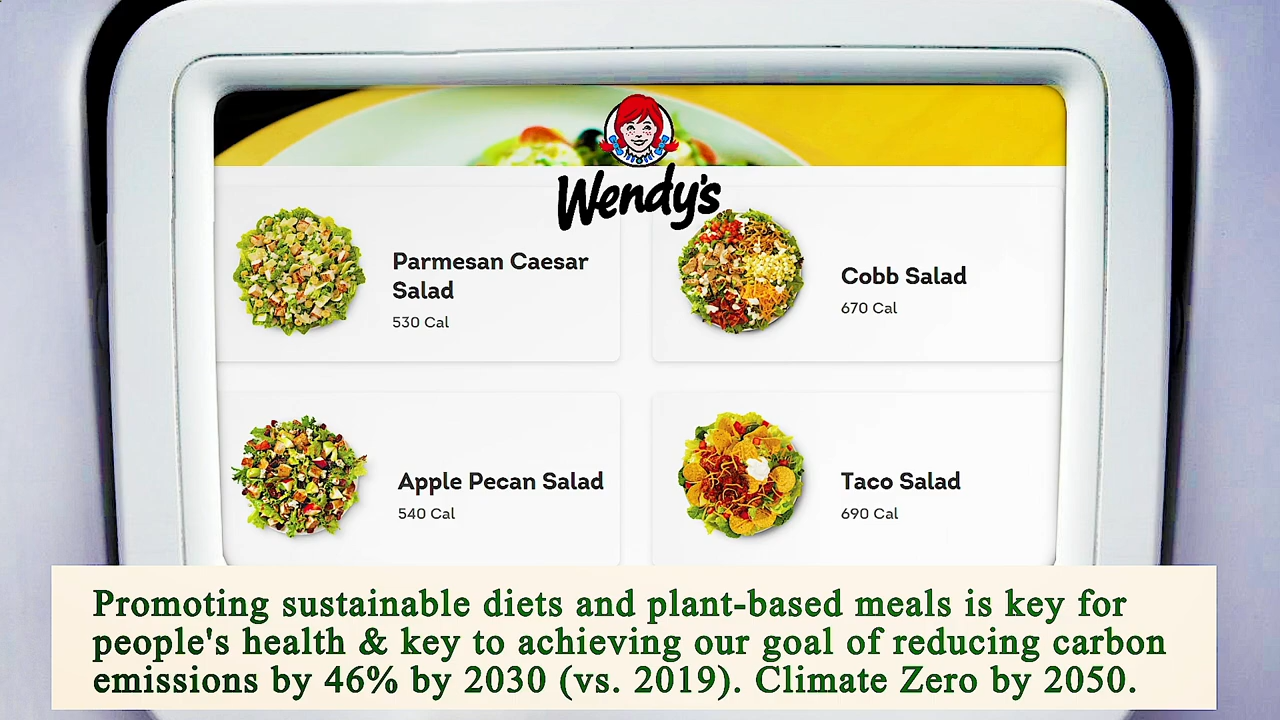 Wendy's
Parmesan Caesar
Salad
530 Cal
Cobb Salad
670 Cal
Apple Pecan Salad
540 Cal
Taco Salad
690 Cal
Promoting sustainable diets and plant-based meals is key for
people's health & key to achieving our goal of reducing carbon
emissions by 46% by 2030 (vs. 2019). Climate Zero by 2050.